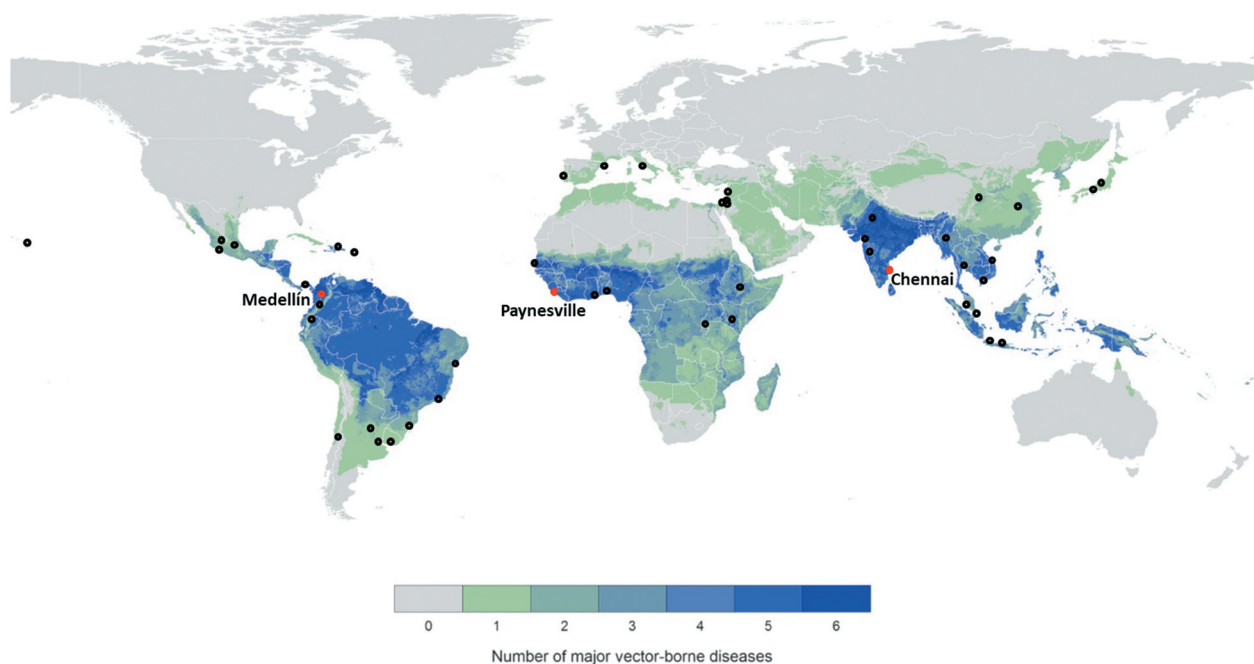 Medellín
Paynesville
Chennai
0 1 2 3 4 5 6
Number of major vector-borne diseases